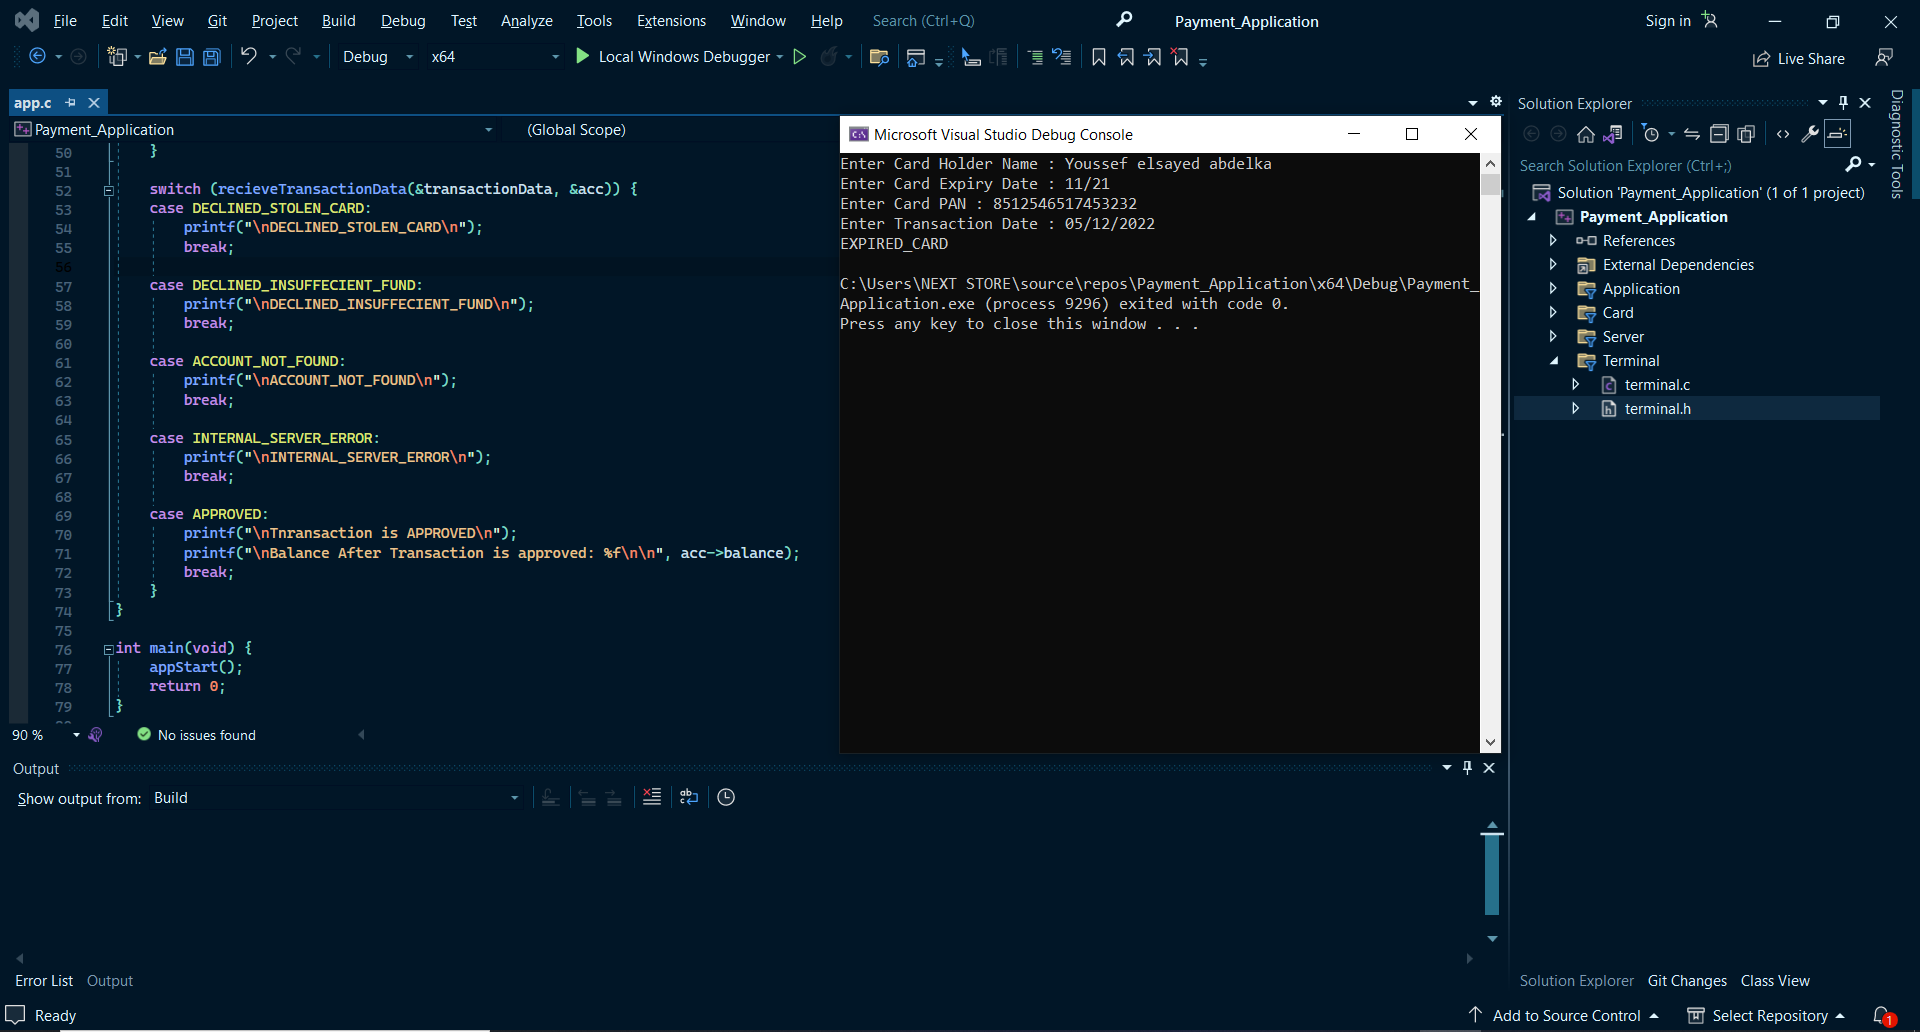 File Edit View Git Project Build Debug Test Analyze Tools Extensions Window Help Search (Ctrl+Q) Payment_Application Sign in
Debug x64 Local Windows Debugger Live Share
app.c
Payment_Application (Global Scope)
50 }
51
52 switch (recieveTransactionData(&transactionData, &acc)) {
53 case DECLINED_STOLEN_CARD:
54 printf("\nDECLINED_STOLEN_CARD\n");
55 break;
56
57 case DECLINED_INSUFFECIENT_FUND:
58 printf("\nDECLINED_INSUFFECIENT_FUND\n");
59 break;
60
61 case ACCOUNT_NOT_FOUND:
62 printf("\nACCOUNT_NOT_FOUND\n");
63 break;
64
65 case INTERNAL_SERVER_ERROR:
66 printf("\nINTERNAL_SERVER_ERROR\n");
67 break;
68
69 case APPROVED:
70 printf("\nTnransaction is APPROVED\n");
71 printf("\nBalance After Transaction is approved: %f\n\n", acc->balance);
72 break;
73 }
74 }
75
76 int main(void) {
77 appStart();
78 return 0;
79 }
90 % No issues found
Microsoft Visual Studio Debug Console
Enter Card Holder Name : Youssef elsayed abdelka
Enter Card Expiry Date : 11/21
Enter Card PAN : 8512546517453232
Enter Transaction Date : 05/12/2022
EXPIRED_CARD
C:\Users\NEXT STORE\source\repos\Payment_Application\x64\Debug\Payment_
Application.exe (process 9296) exited with code 0.
Press any key to close this window . . .
Solution Explorer
Search Solution Explorer (Ctrl+;)
Solution 'Payment_Application' (1 of 1 project)
Payment_Application
References
External Dependencies
Application
Card
Server
Terminal
terminal.c
terminal.h
Diagnostic Tools
Output
Show output from: Build
Error List Output
Solution Explorer Git Changes Class View
Ready
Add to Source Control Select Repository 1